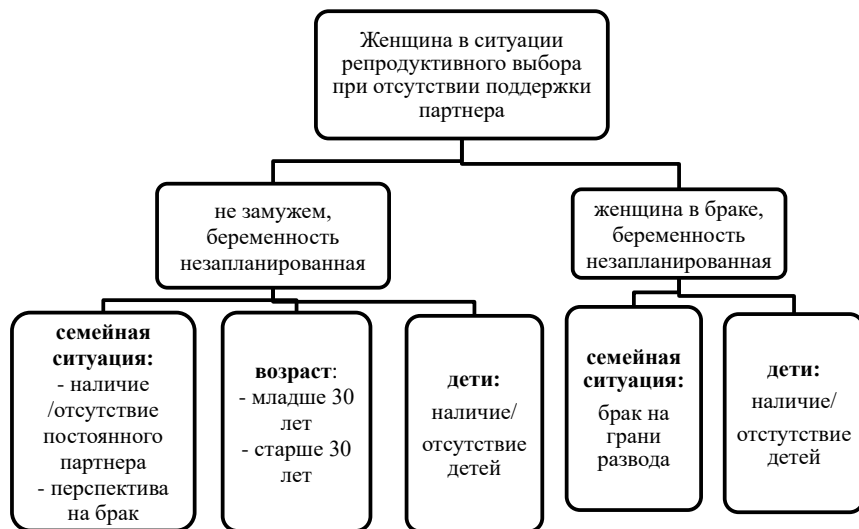 Женщина в ситуации
репродуктивного выбора
при отсутствии поддержки
партнера
не замужем,
беременность
незапланированная
женщина в браке,
беременность
незапланированная
семейная
ситуация:
- наличие
/отсутствие
постоянного
партнера
- перспектива
на брак
возраст:
- младше 30
лет
- старше 30
лет
дети:
наличие/
отсутствие
детей
семейная
ситуация:
брак на
грани
развода
дети:
наличие/
отстутствие
детей